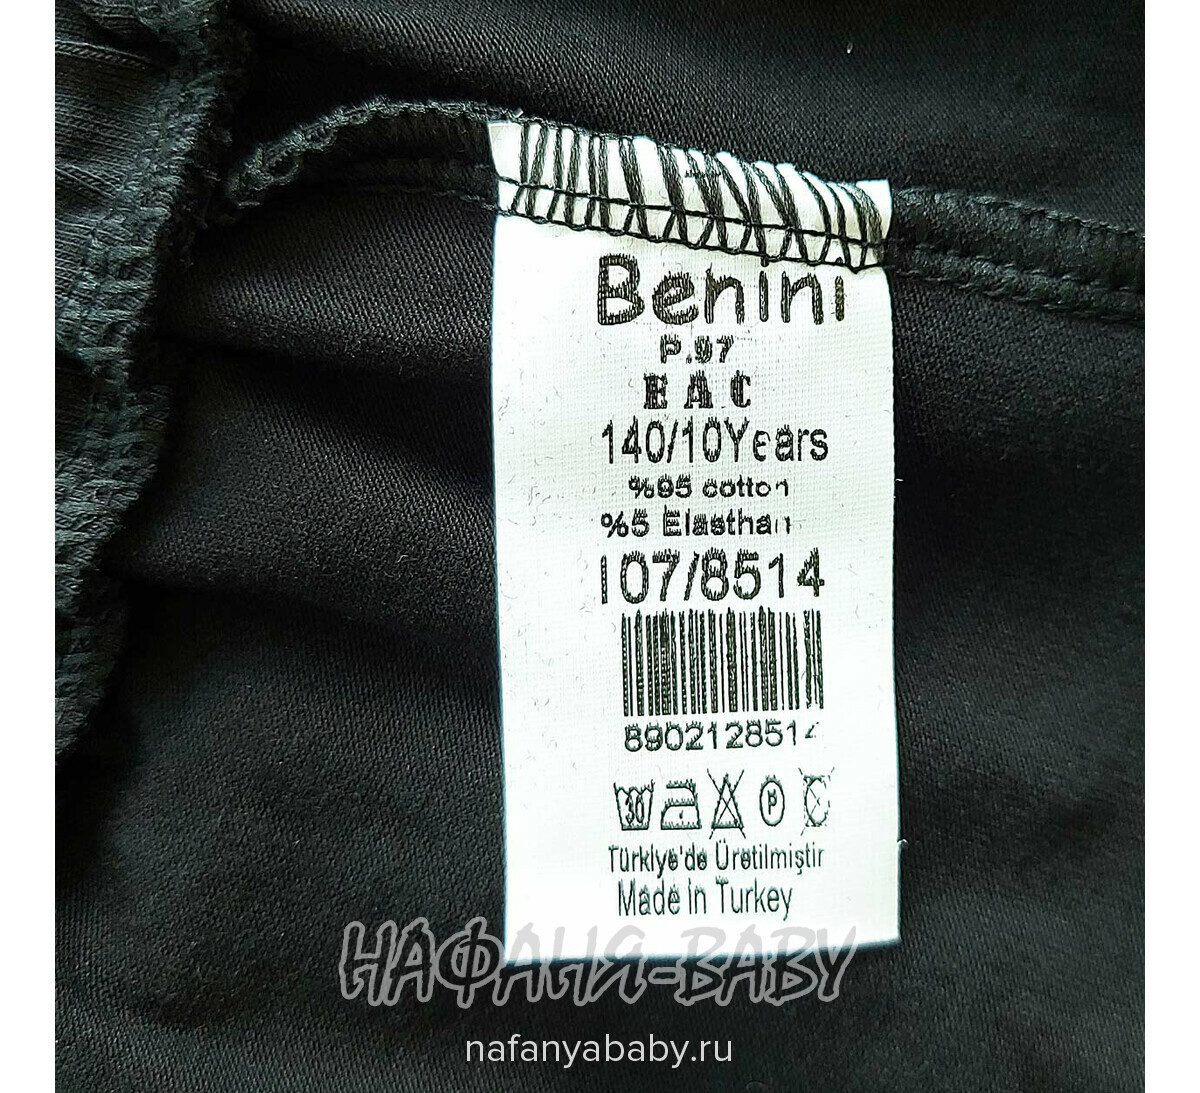 Benini
P.97
EAC
140/10Years
%95 cotton
%5 Elasthan
107/8514
8902128514
30
P
Türkiye'de Üretilmiştir
Made in Turkey
НАФАНЯ-BABY
nafanyababy.ru